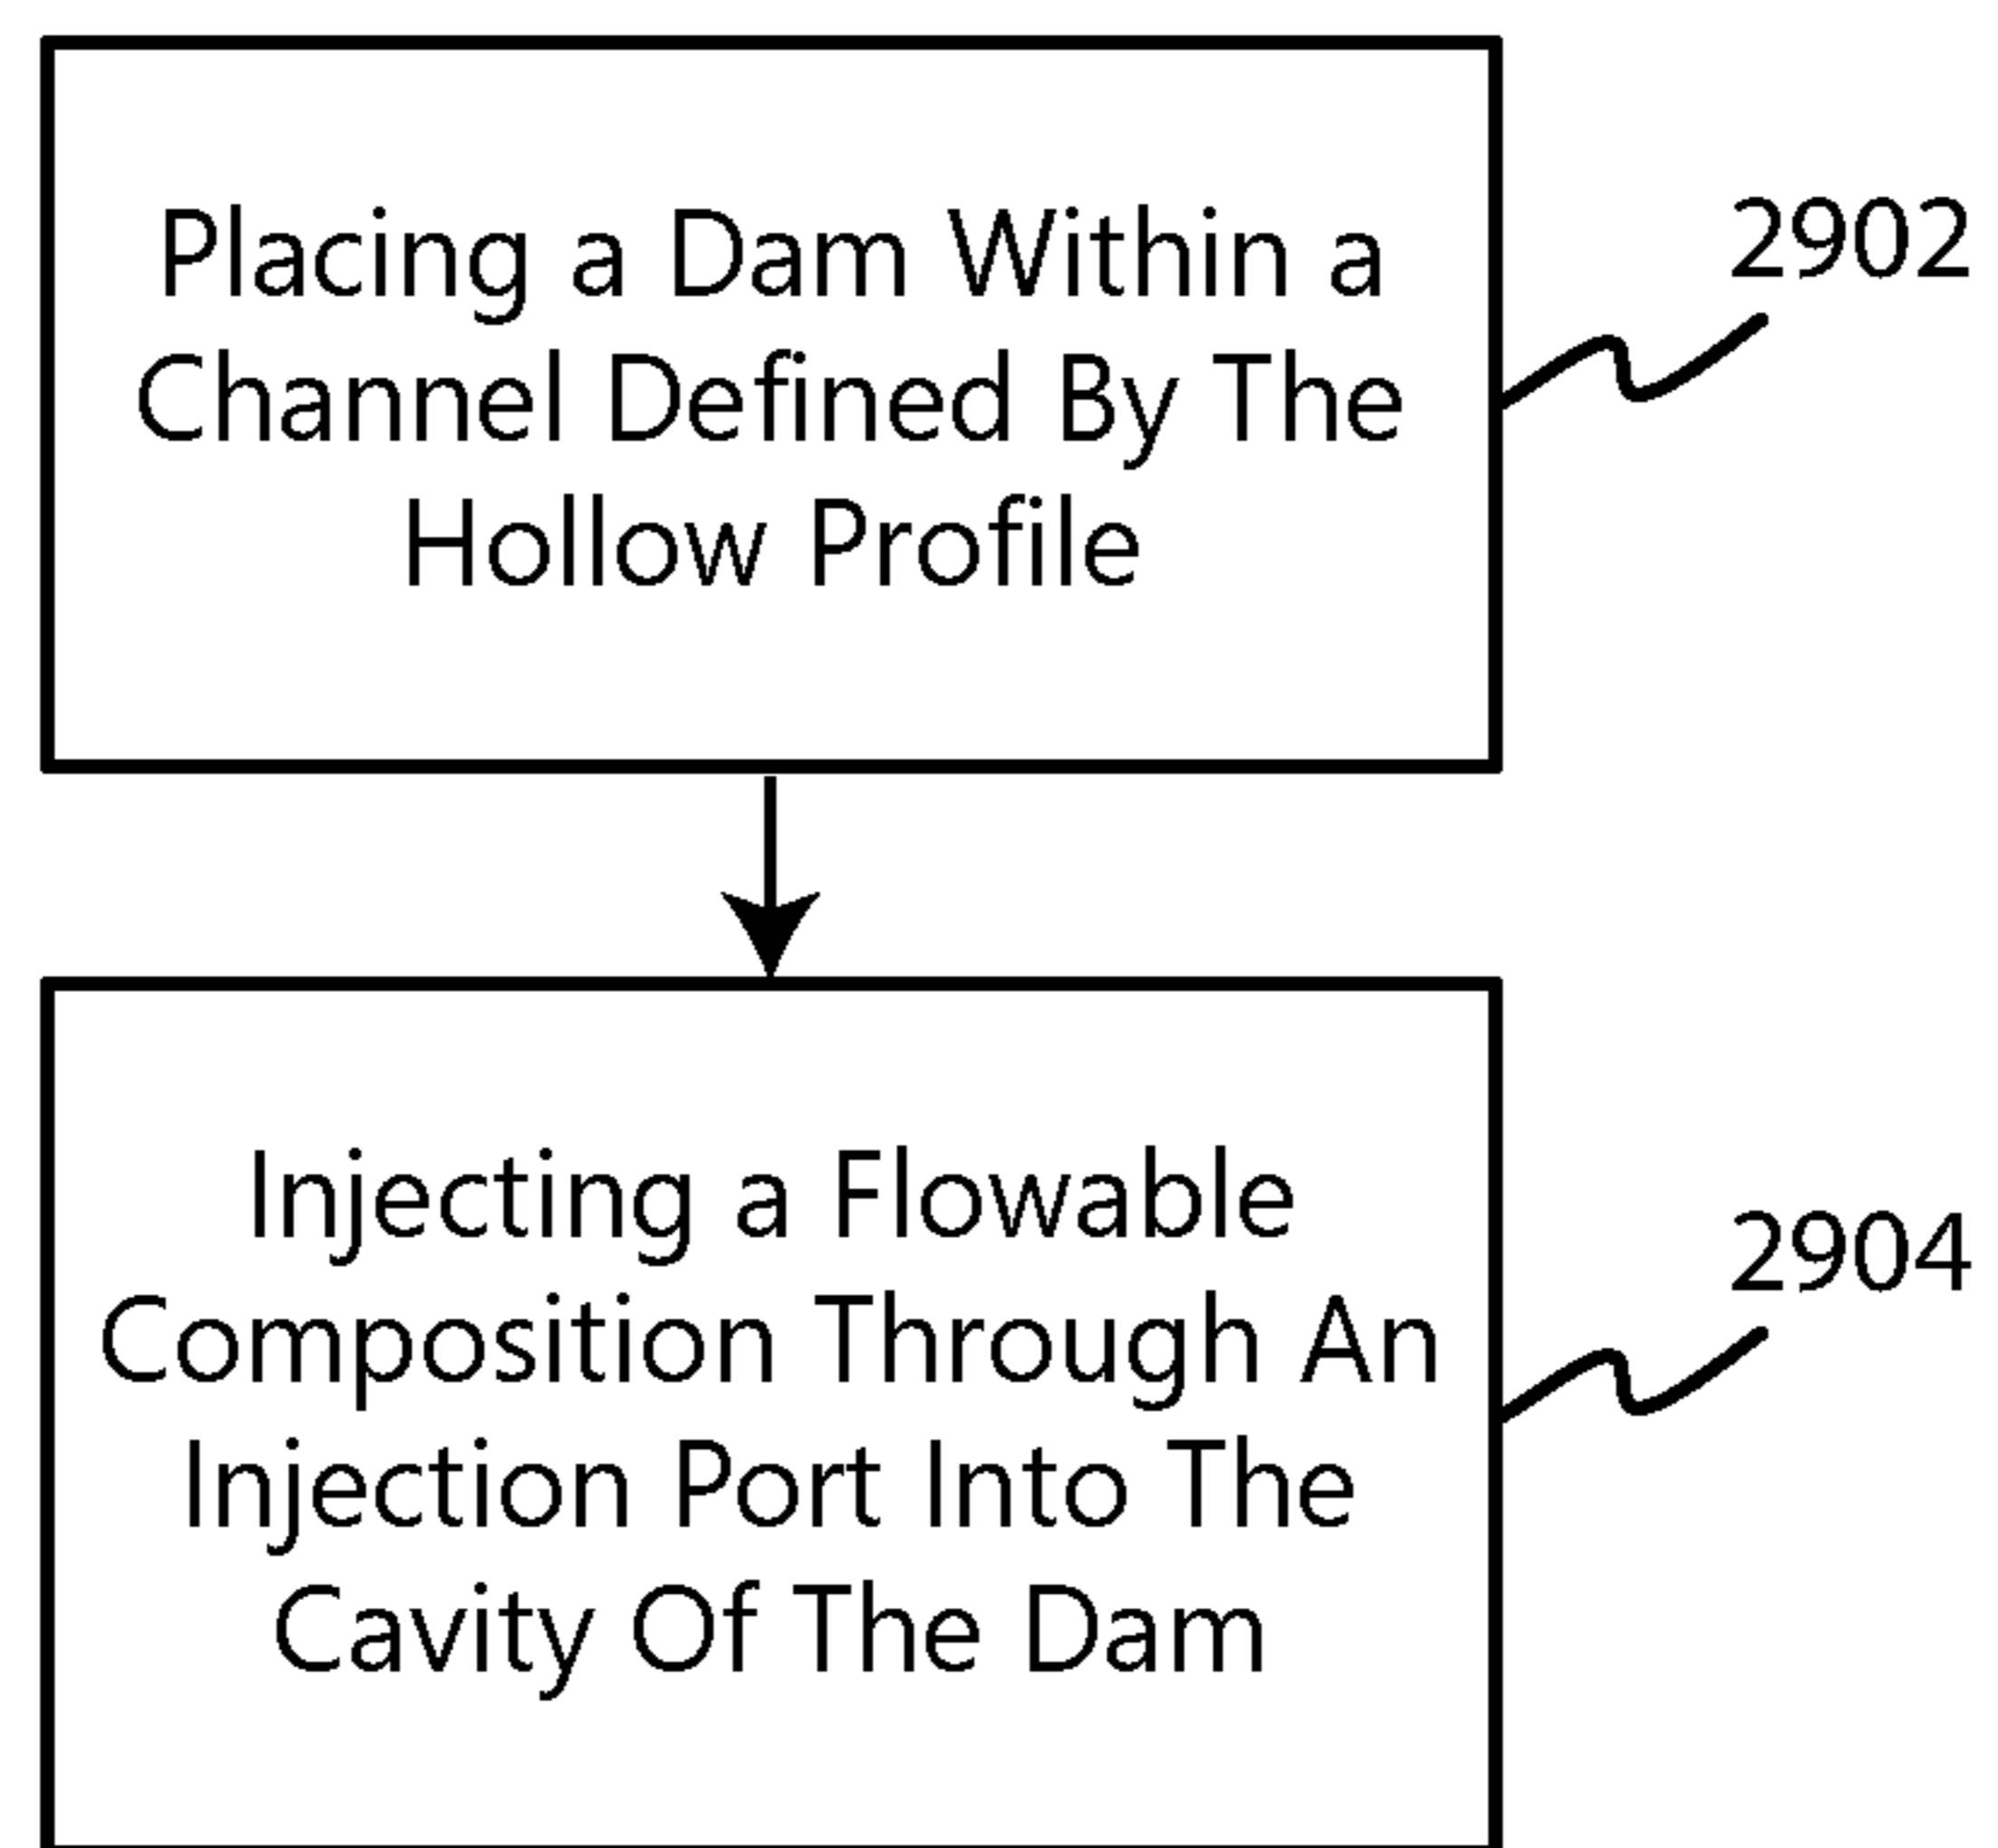 Placing a Dam Within a
Channel Defined By The
Hollow Profile
2902
Injecting a Flowable
Composition Through An
Injection Port Into The
Cavity Of The Dam
2904